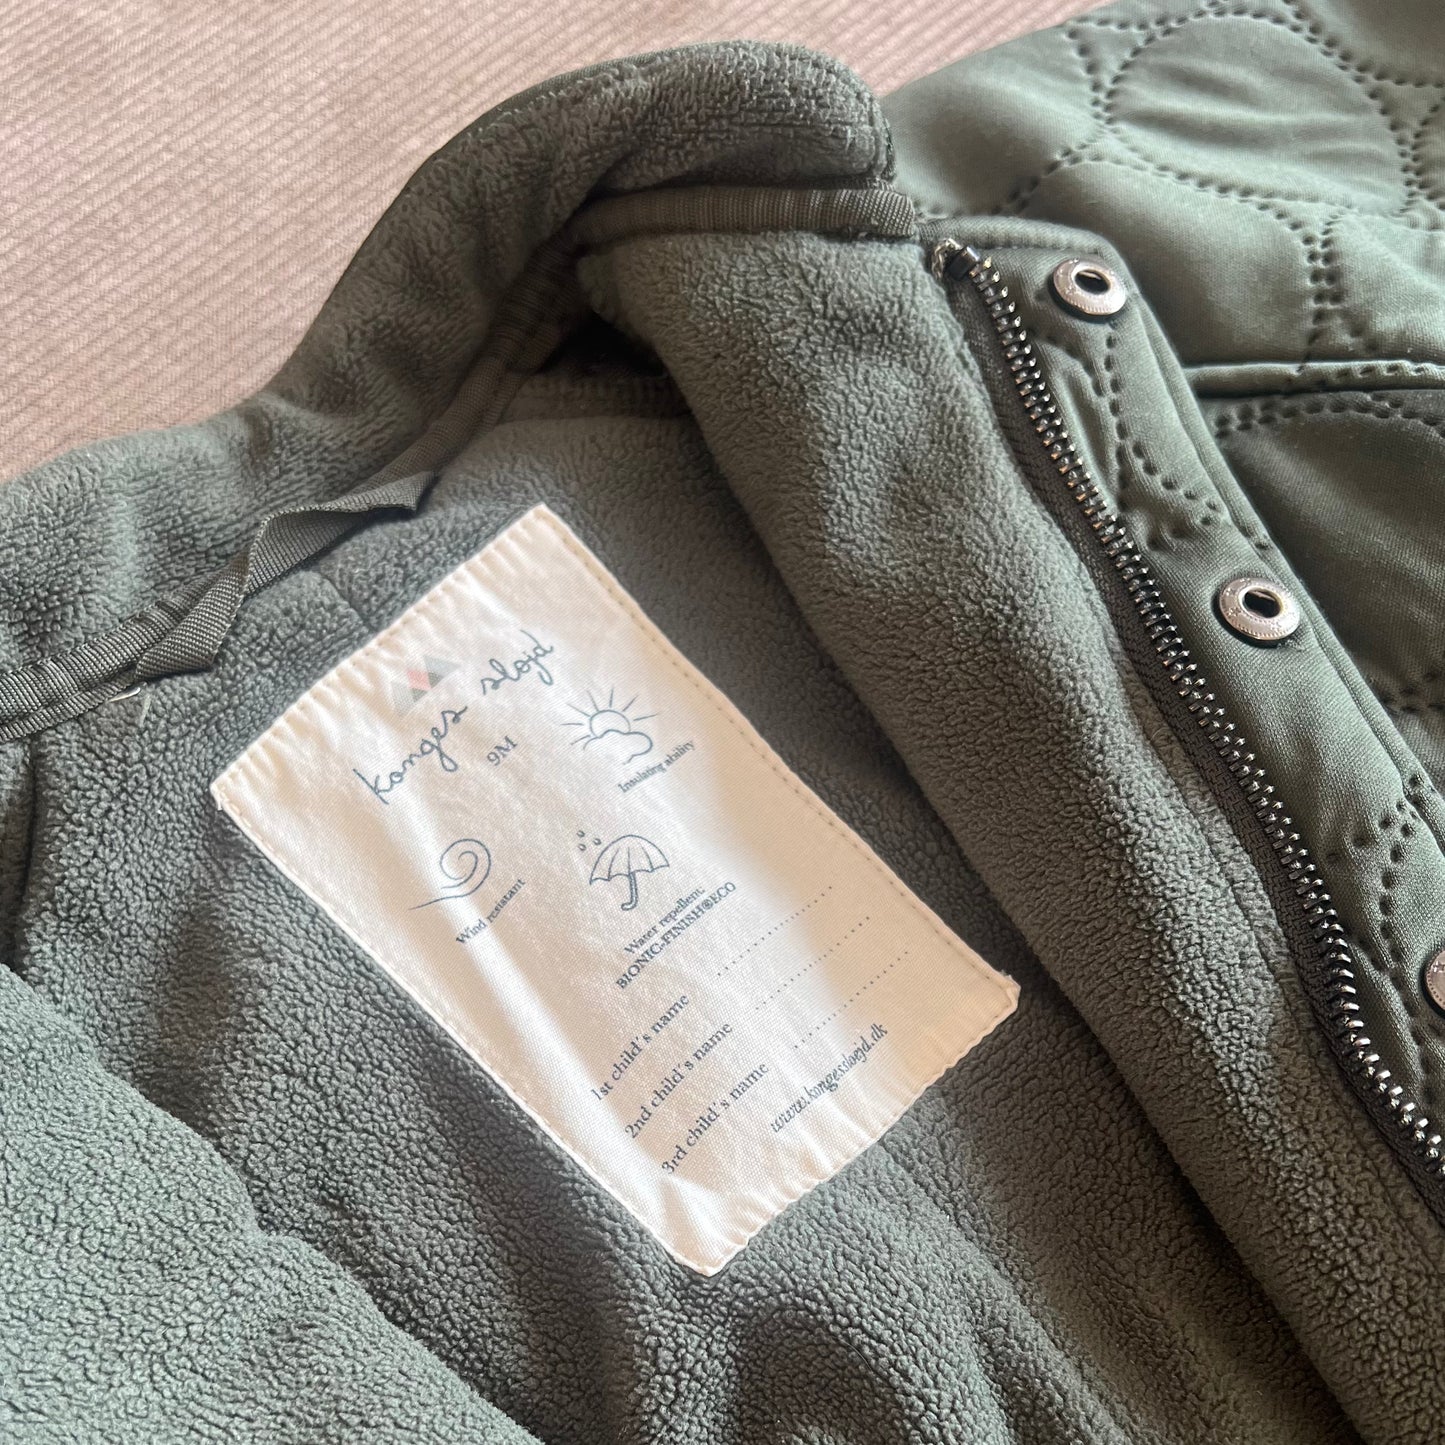 konges sløjd
9M
Insulating ability
Wind resistant
Water repellent
BIONIC-FINISH®ECO
1st child's name
2nd child's name
3rd child's name
www.kongessloejd.dk